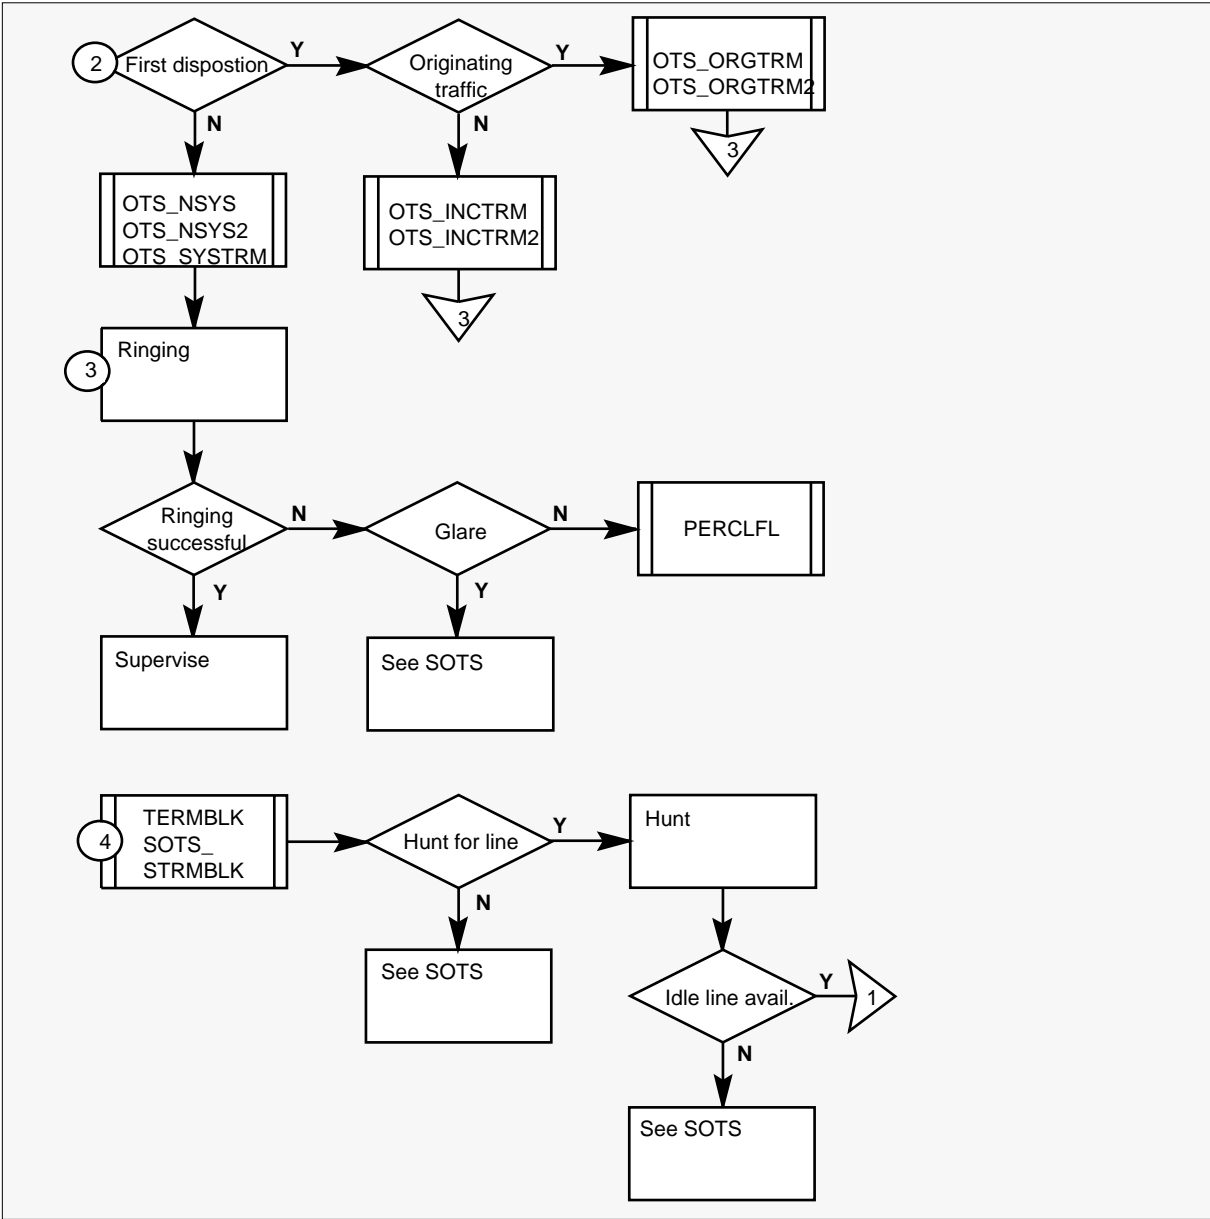 2
First dispostion
Y
Originating
traffic
Y
OTS_ORGTRM
OTS_ORGTRM2
3
N
N
OTS_NSYS
OTS_NSYS2
OTS_SYSTRM
OTS_INCTRM
OTS_INCTRM2
3
3
Ringing
Ringing
successful
N
Glare
N
PERCLFL
Y
Y
Supervise
See SOTS
4
TERMBLK
SOTS_
STRMBLK
Hunt for line
Y
Hunt
N
See SOTS
Idle line avail.
Y
1
N
See SOTS